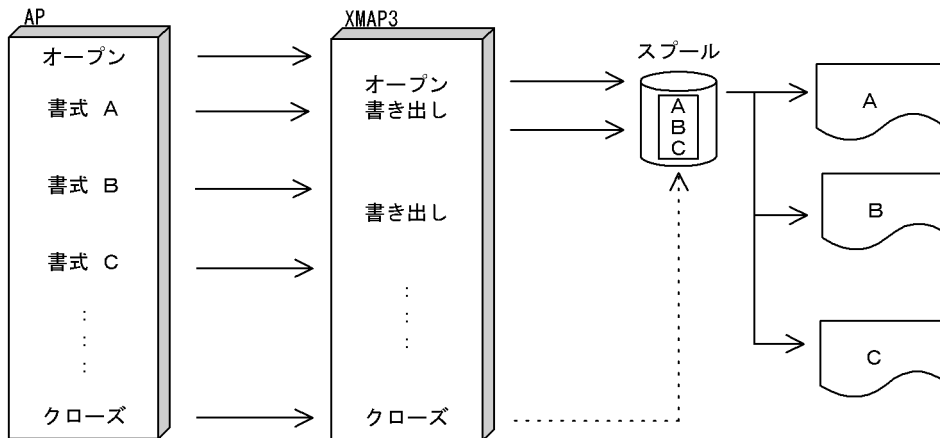 AP
オープン
書式 A
書式 B
書式 C
クローズ
XMAP3
オープン
書き出し
書き出し
クローズ
スプール
A
B
C
A
B
C